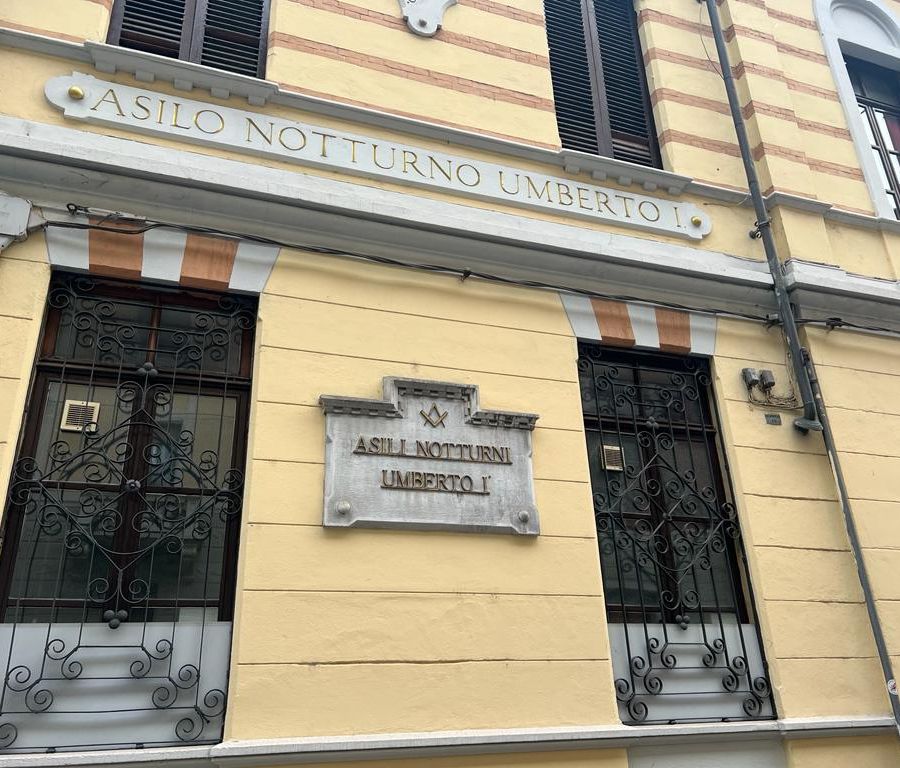 ASILO NOTTURNO UMBERTO I.
ASILI NOTTURNI
UMBERTO I°